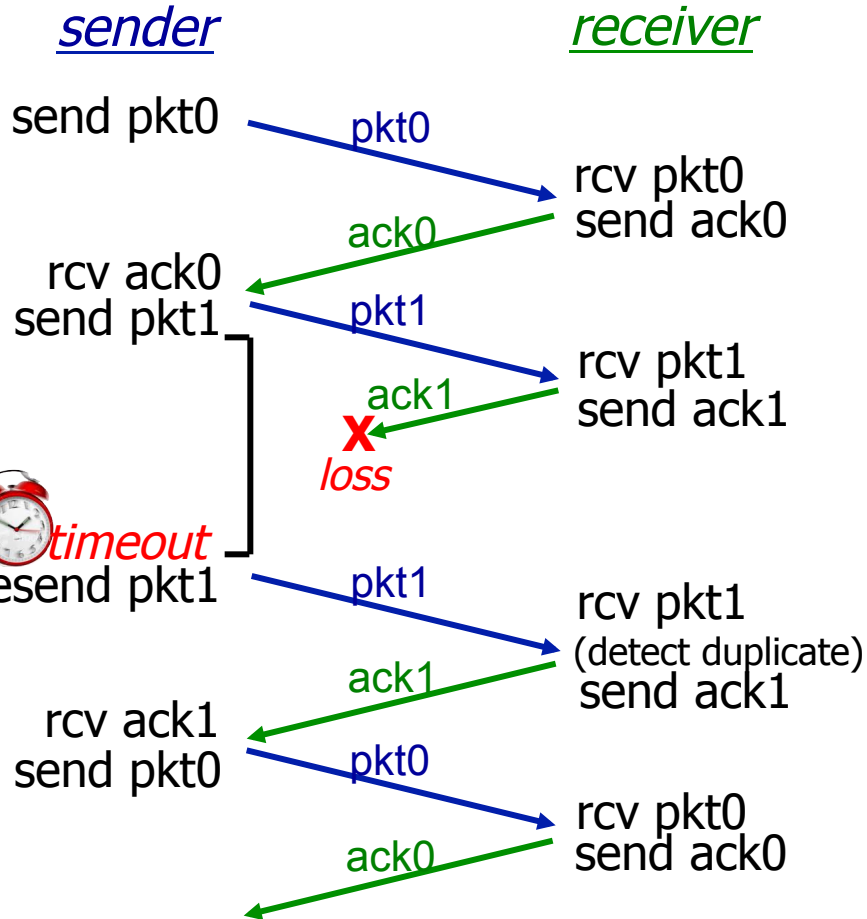 sender
receiver
send pkt0
pkt0
rcv pkt0
send ack0
ack0
rcv ack0
send pkt1
pkt1
rcv pkt1
send ack1
ack1
X
loss
timeout
esend pkt1
pkt1
rcv pkt1
(detect duplicate)
send ack1
ack1
rcv ack1
send pkt0
pkt0
rcv pkt0
send ack0
ack0